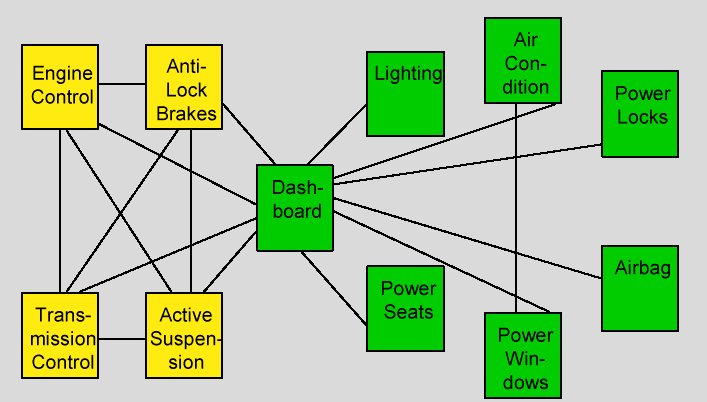 Engine
Control
Anti-
Lock
Brakes
Lighting
Air
Con-
dition
Power
Locks
Dash-
board
Trans-
mission
Control
Active
Suspen-
sion
Power
Seats
Power
Win-
dows
Airbag